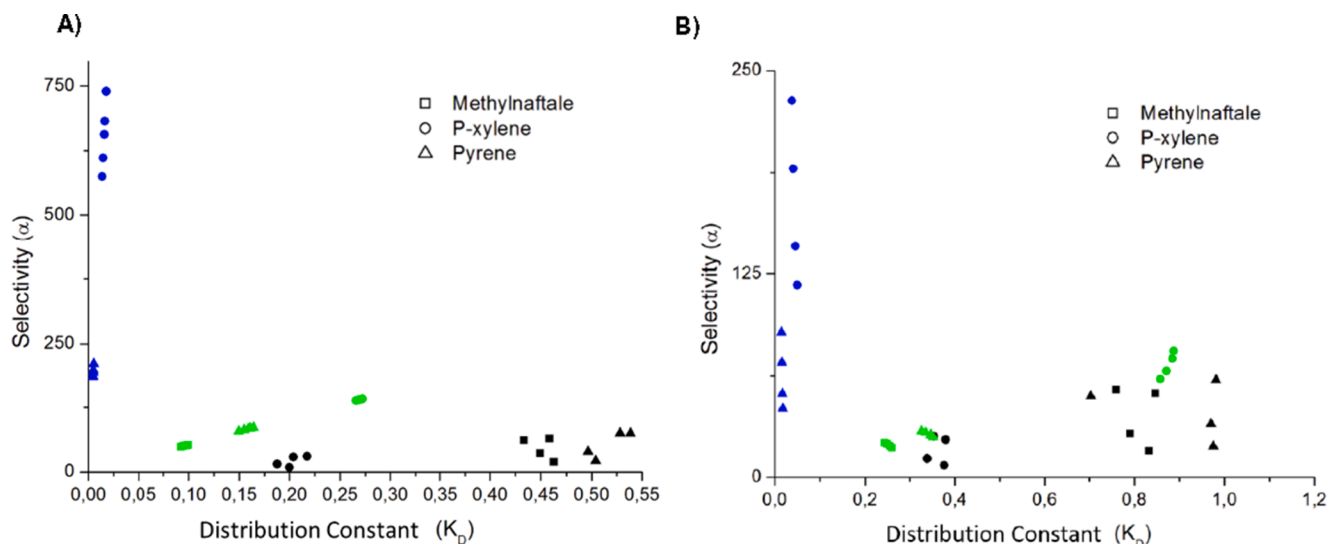 A)
750
500
250
0
Selectivity (α)
Methylnaftale
P-xylene
Pyrene
0,00 0,05 0,10 0,15 0,20 0,25 0,30 0,35 0,40 0,45 0,50 0,55
Distribution Constant (K_D)
B)
250
125
0
Selectivity (α)
Methylnaftale
P-xylene
Pyrene
0,0 0,2 0,4 0,6 0,8 1,0 1,2
Distribution Constant (K_D)